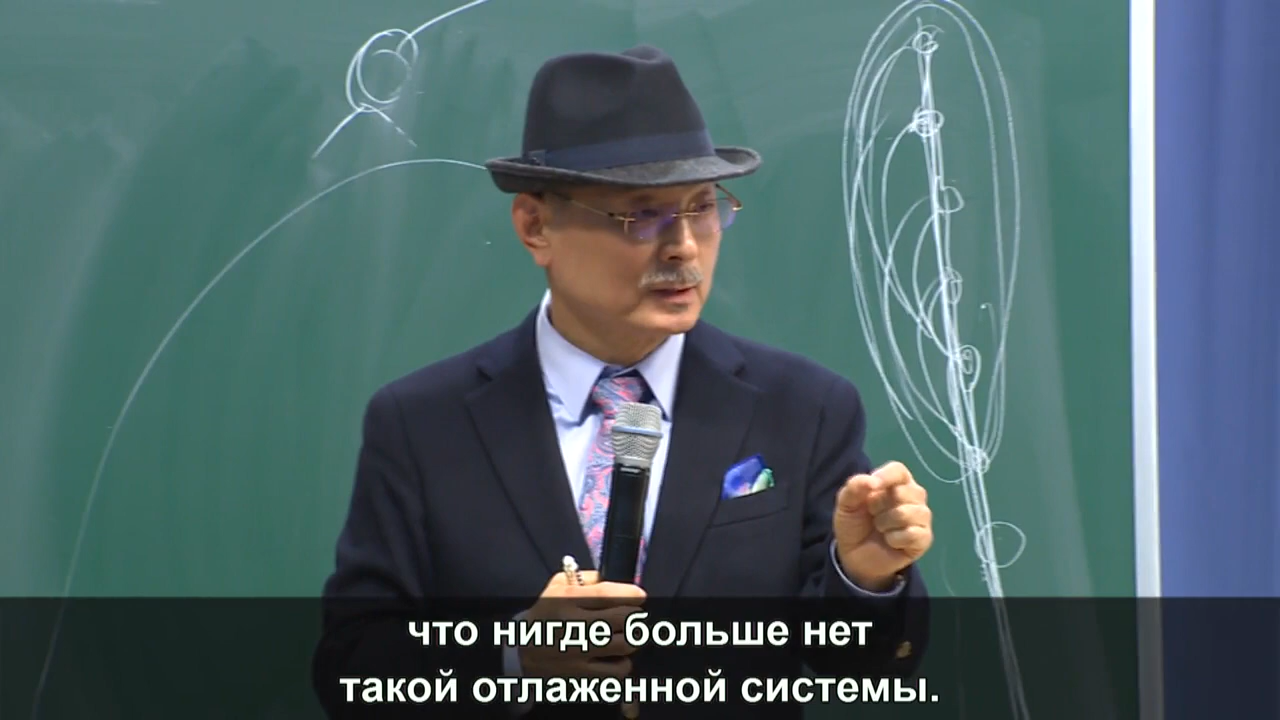 что нигде больше нет
такой отлаженной системы.